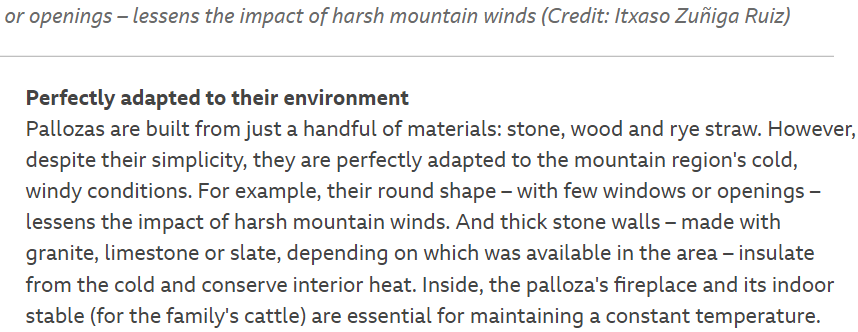 or openings – lessens the impact of harsh mountain winds (Credit: Itxaso Zuñiga Ruiz)
Perfectly adapted to their environment
Pallozas are built from just a handful of materials: stone, wood and rye straw. However,
despite their simplicity, they are perfectly adapted to the mountain region's cold,
windy conditions. For example, their round shape – with few windows or openings –
lessens the impact of harsh mountain winds. And thick stone walls – made with
granite, limestone or slate, depending on which was available in the area – insulate
from the cold and conserve interior heat. Inside, the palloza's fireplace and its indoor
stable (for the family's cattle) are essential for maintaining a constant temperature.